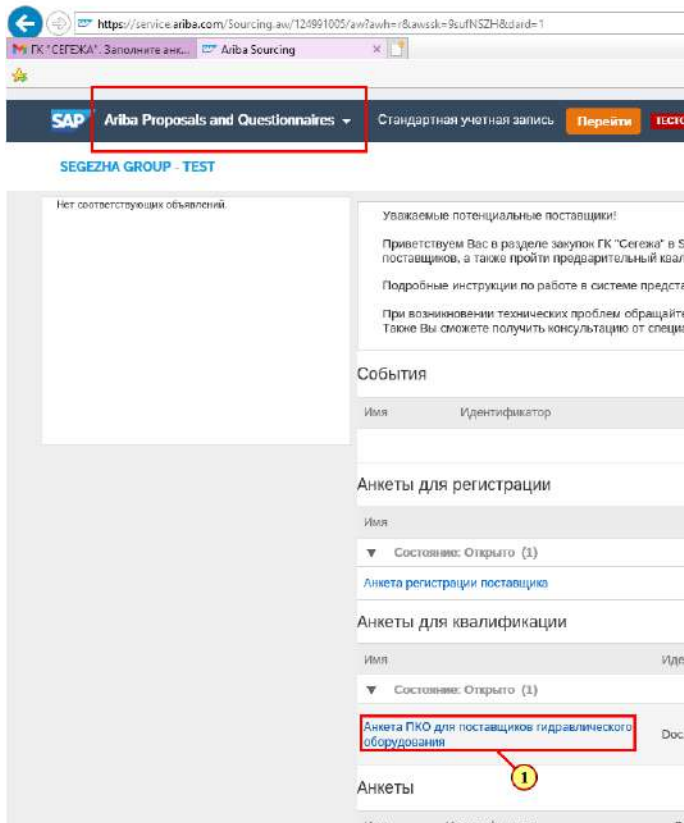 https://service.ariba.com/Sourcing.aw/124991005/aw?awh=r&awssk=9sufNSZH&dard=1
ГК "СЕГЕЖА". Заполните анк...
Ariba Sourcing
SAP Ariba Proposals and Questionnaires
Стандартная учетная запись
Перейти
SEGEZHA GROUP - TEST
Нет соответствующих объявлений.
Уважаемые потенциальные поставщики!
Приветствуем Вас в разделе закупок ГК "Сегежа" в S
поставщиков, а также пройти предварительный квал
Подробные инструкции по работе в системе предста
При возникновении технических проблем обращайте
Также Вы сможете получить консультацию от специа
События
Имя Идентификатор
Анкеты для регистрации
Имя
Состояние: Открыто (1)
Анкета регистрации поставщика
Анкеты для квалификации
Имя Иде
Состояние: Открыто (1)
Анкета ПКО для поставщиков гидравлического
оборудования
Doc
1
Анкеты